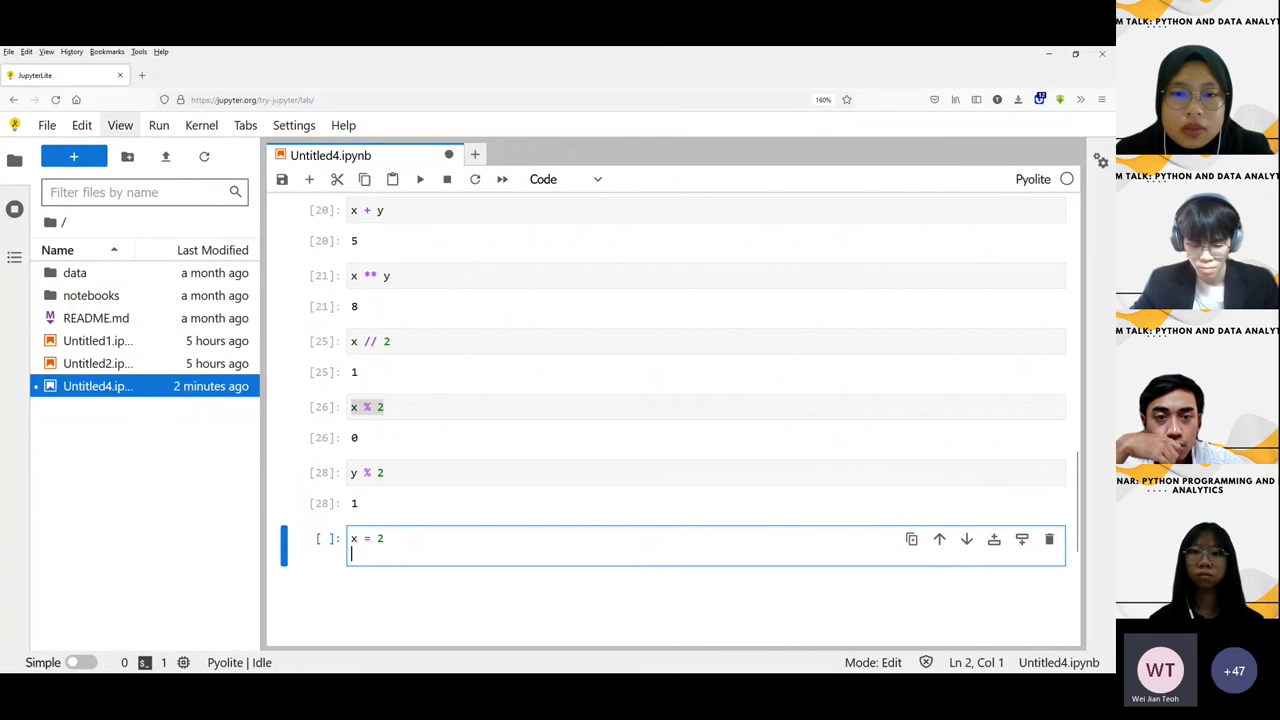 File Edit View History Bookmarks Tools Help
JupyterLite
https://jupyter.org/try-jupyter/lab/
160%
12
File Edit View Run Kernel Tabs Settings Help
Untitled4.ipynb
Filter files by name
Code
Pyolite
/
Name Last Modified
data a month ago
notebooks a month ago
README.md a month ago
Untitled1.ip... 5 hours ago
Untitled2.ip... 5 hours ago
Untitled4.ip... 2 minutes ago
[20]: x + y
[20]: 5
[21]: x ** y
[21]: 8
[25]: x // 2
[25]: 1
[26]: x % 2
[26]: 0
[28]: y % 2
[28]: 1
[ ]: x = 2
Simple 0 1 Pyolite | Idle Mode: Edit Ln 2, Col 1 Untitled4.ipynb
M TALK: PYTHON AND DATA ANALYT
M TALK: PYTHON AND DATA ANALYT
M TALK: PYTHON AND DATA ANALYT
NAR: PYTHON PROGRAMMING AND
ANALYTICS
WT
Wei Jian Teoh
+47